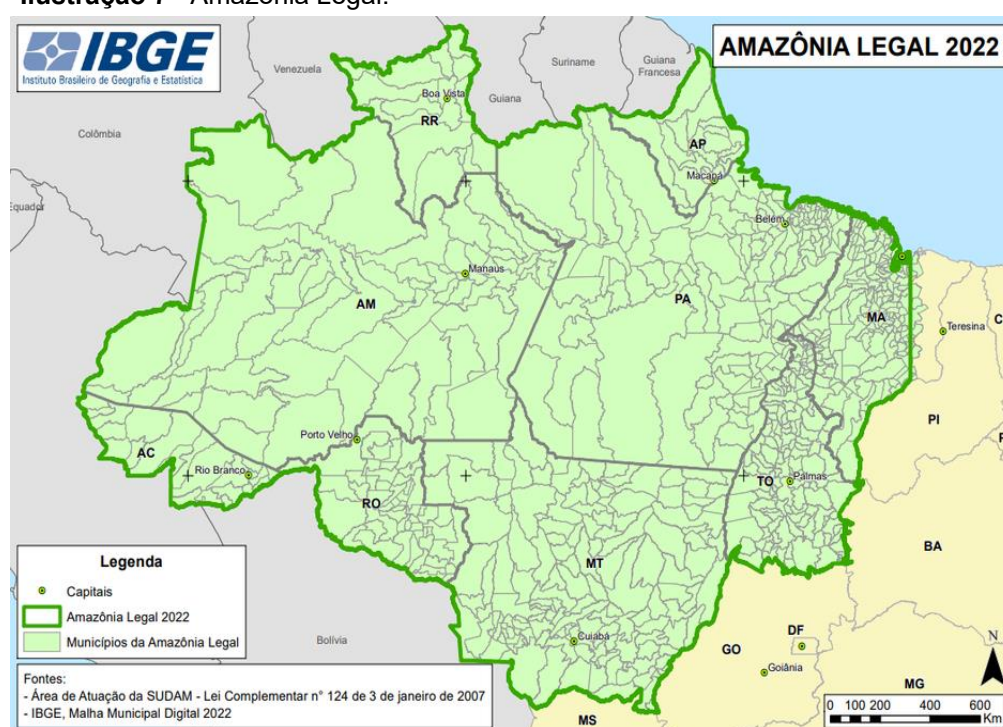 Ilustração 7 - Amazônia Legal.
IBGE
Instituto Brasileiro de Geografia e Estatística
AMAZÔNIA LEGAL 2022
Venezuela
Suriname
Guiana
Francesa
Guiana
Colômbia
Equador
Boa Vista
RR
AP
Macapá
Belém
Manaus
AM
PA
MA
Teresina
C
PI
Porto Velho
AC
Rio Branco
RO
TO
Palmas
BA
MT
Cuiabá
Bolívia
GO
DF
Goiânia
MG
MS
N
Legenda
Capitais
Amazônia Legal 2022
Municípios da Amazônia Legal
Fontes:
- Área de Atuação da SUDAM - Lei Complementar n° 124 de 3 de janeiro de 2007
- IBGE, Malha Municipal Digital 2022
0 100 200 400 600
Km